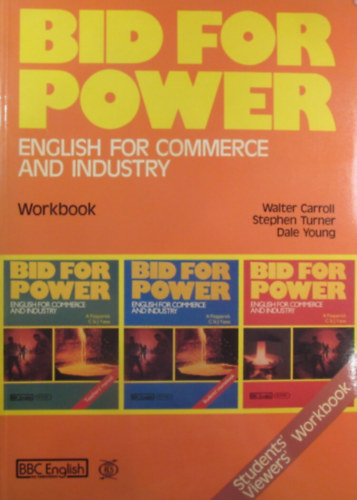 BID FOR
POWER
ENGLISH FOR COMMERCE
AND INDUSTRY
Workbook
Walter Carroll
Stephen Turner
Dale Young
BID FOR
POWER
ENGLISH FOR COMMERCE
AND INDUSTRY
BID FOR
POWER
ENGLISH FOR COMMERCE
AND INDUSTRY
BID FOR
POWER
ENGLISH FOR COMMERCE
AND INDUSTRY
Students'
Viewers' Workbook
BBC English